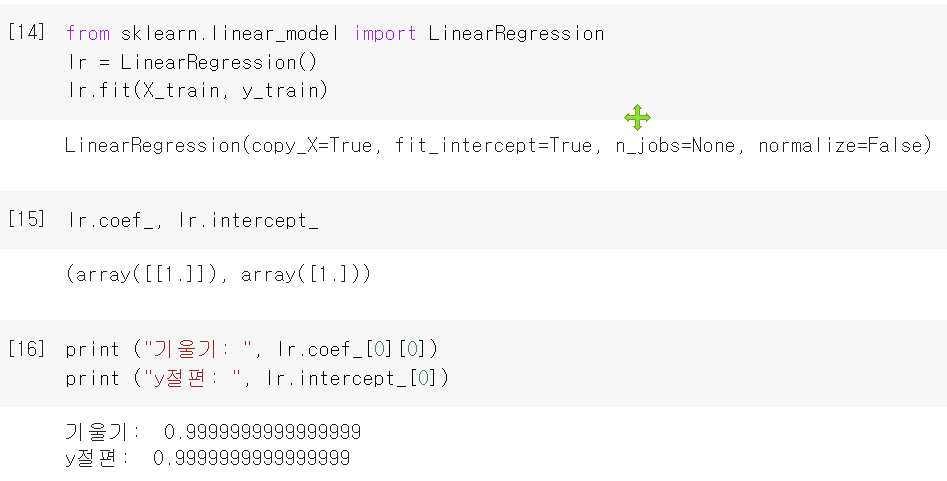 [14] from sklearn.linear_model import LinearRegression
lr = LinearRegression()
lr.fit(X_train, y_train)
LinearRegression(copy_X=True, fit_intercept=True, n_jobs=None, normalize=False)
[15] lr.coef_, lr.intercept_
(array([[1.]]), array([1.]))
[16] print ("기울기: ", lr.coef_[0][0])
print ("y절편: ", lr.intercept_[0])
기울기:  0.9999999999999999
y절편:  0.9999999999999999